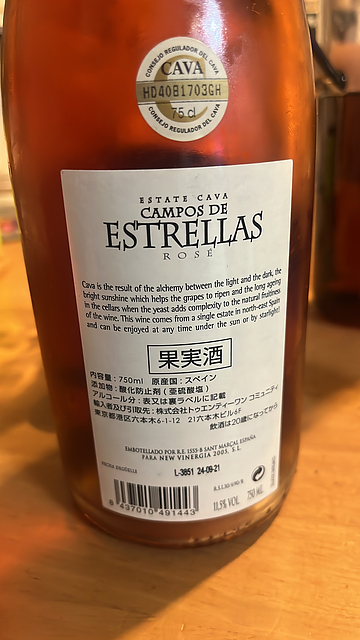 CONSEJO REGULADOR DEL CAVA
CAVA
HD40B1703GH
75 cl
CONSEJO REGULADOR DEL CAVA
ESTATE CAVA
CAMPOS DE
ESTRELLAS
ROSÉ
Cava is the result of the alchemy between the light and the dark, the
bright sunshine which helps the grapes to ripen and the long ageing
in the cellars when the yeast adds complexity to the natural fruitiness
of the wine. This wine comes from a single estate in north-east Spain
and can be enjoyed at any time under the sun or by starlight!
果実酒
内容量：750ml 原産国：スペイン
添加物：酸化防止剤（亜硫酸塩）
アルコール分：表又は裏ラベルに記載
輸入者及び引取先：株式会社トゥエンティーワン コミュニティ
東京都港区六本木6-1-12 21六本木ビル6F
飲酒は20歳になってから
EMBOTELLADO POR R.E. 1555-B SANT MARÇAL ESPAÑA
PARA NEW VINERGIA 2005, S.L.
L-3851 24-09-21
8 437010 491443
11,5% VOL 750 ML